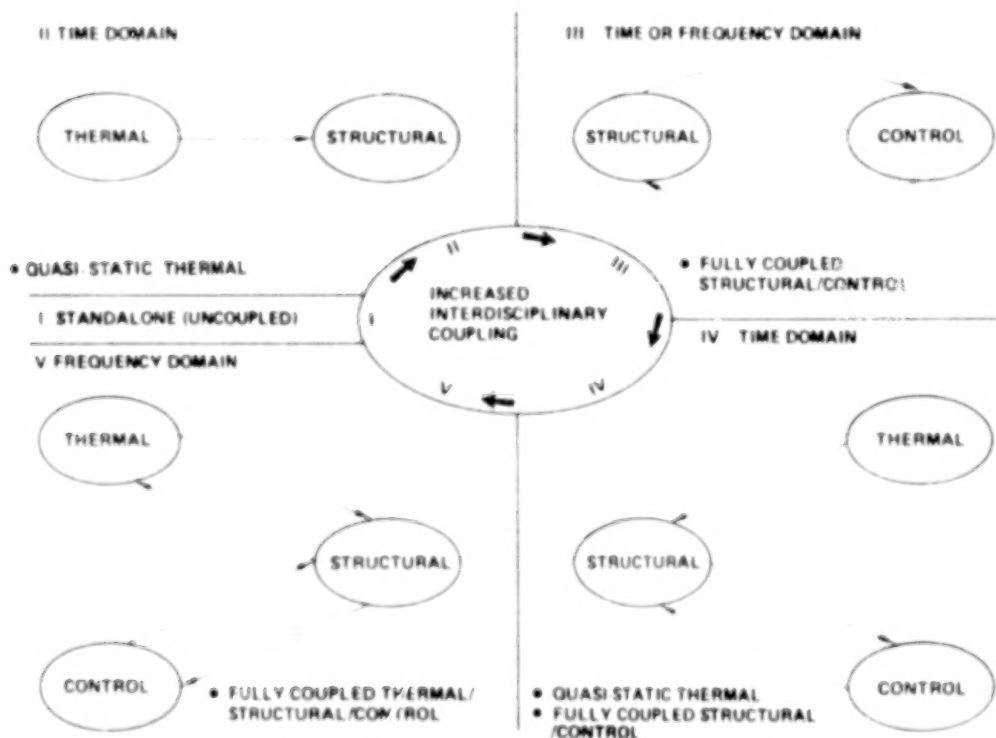 II TIME DOMAIN
THERMAL
STRUCTURAL
• QUASI-STATIC THERMAL
III TIME OR FREQUENCY DOMAIN
STRUCTURAL
CONTROL
• FULLY COUPLED
STRUCTURAL/CONTROL
I STANDALONE (UNCOUPLED)
I
II
III
IV
V
INCREASED
INTERDISCIPLINARY
COUPLING
IV TIME DOMAIN
THERMAL
STRUCTURAL
CONTROL
• QUASI STATIC THERMAL
• FULLY COUPLED STRUCTURAL
/CONTROL
V FREQUENCY DOMAIN
THERMAL
STRUCTURAL
CONTROL
• FULLY COUPLED THERMAL/
STRUCTURAL/CONTROL